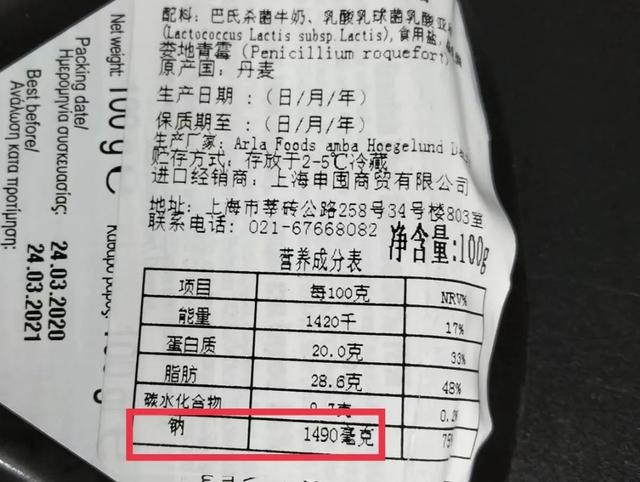 配料：巴氏杀菌牛奶、乳酸乳球菌乳酸亚
(Lactococcus Lactis subsp.Lactis),食用盐,
娄地青霉 (Penicillium roquefort
原产国：丹麦
生产日期：(日/月/年)
保质期至：(日/月/年)
生产厂家：Arla Foods amba Hoegelund
贮存方式：存放于2-5℃冷藏
进口经销商：上海申囤商贸有限公司
地址：上海市莘砖公路258号34号楼803室
联系电话：021-67668082
净含量:100g
营养成分表
项目 每100克 NRV%
能量 1420千 17%
蛋白质 20.0克 33%
脂肪 28.6克 48%
碳水化合物
钠 1490毫克
Net weight: 100 g e
Packing date/
Ημερομηνία συσκευασίας: 24.03.2020
Best before/
Ανάλωση κατά προτίμηση: 24.03.2021